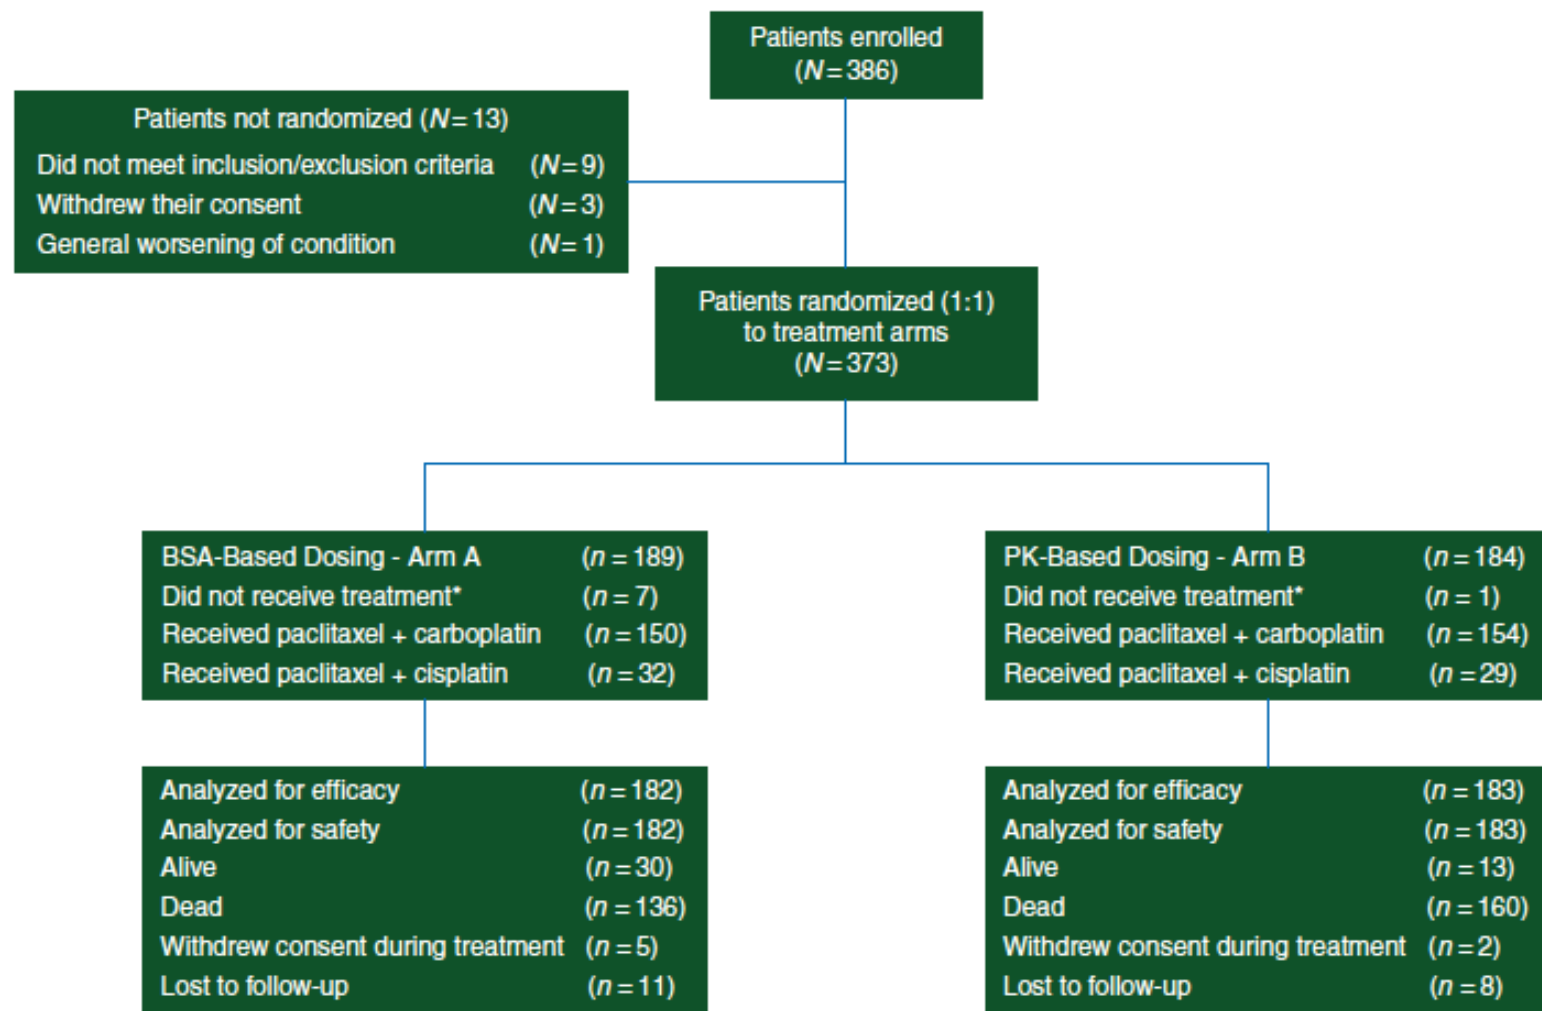 Patients enrolled
(N=386)
Patients not randomized (N=13)
Did not meet inclusion/exclusion criteria (N=9)
Withdrew their consent (N=3)
General worsening of condition (N=1)
Patients randomized (1:1)
to treatment arms
(N=373)
BSA-Based Dosing - Arm A (n=189)
Did not receive treatment* (n=7)
Received paclitaxel + carboplatin (n=150)
Received paclitaxel + cisplatin (n=32)
PK-Based Dosing - Arm B (n=184)
Did not receive treatment* (n=1)
Received paclitaxel + carboplatin (n=154)
Received paclitaxel + cisplatin (n=29)
Analyzed for efficacy (n=182)
Analyzed for safety (n=182)
Alive (n=30)
Dead (n=136)
Withdrew consent during treatment (n=5)
Lost to follow-up (n=11)
Analyzed for efficacy (n=183)
Analyzed for safety (n=183)
Alive (n=13)
Dead (n=160)
Withdrew consent during treatment (n=2)
Lost to follow-up (n=8)